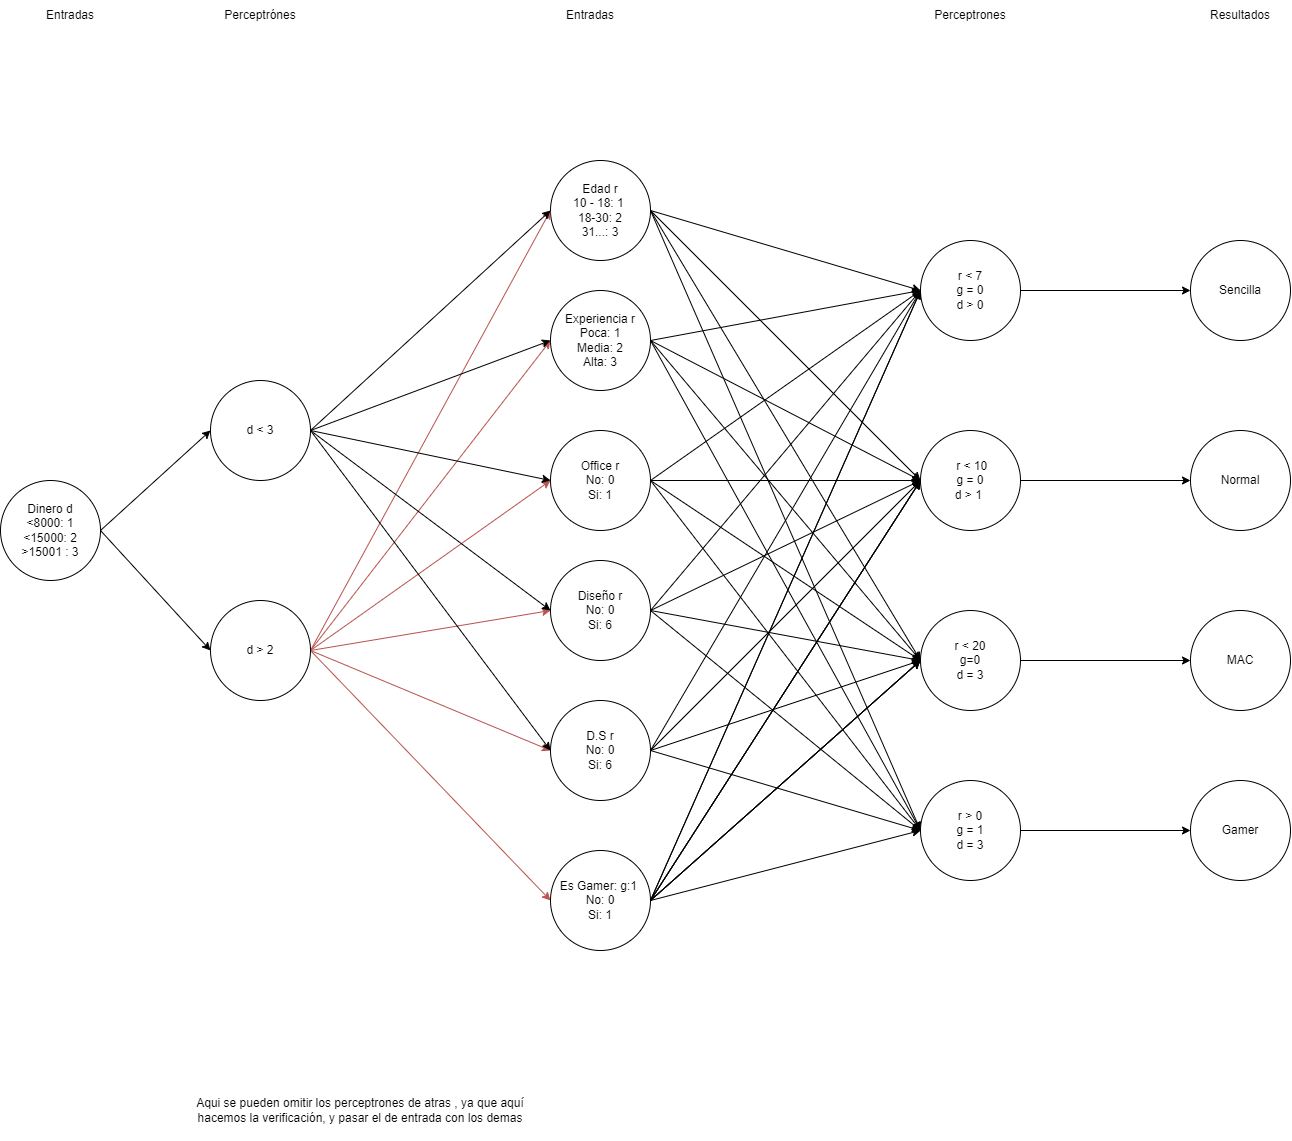 Entradas
Perceptrónes
Entradas
Perceptrones
Resultados
Dinero d
<8000: 1
<15000: 2
>15001 : 3
d < 3
d > 2
Edad r
10 - 18: 1
18-30: 2
31...: 3
Experiencia r
Poca: 1
Media: 2
Alta: 3
Office r
No: 0
Si: 1
Diseño r
No: 0
Si: 6
D.S r
No: 0
Si: 6
Es Gamer: g:1
No: 0
Si: 1
r < 7
g = 0
d > 0
r < 10
g = 0
d > 1
r < 20
g=0
d = 3
r > 0
g = 1
d = 3
Sencilla
Normal
MAC
Gamer
Aqui se pueden omitir los perceptrones de atras , ya que aquí
hacemos la verificación, y pasar el de entrada con los demas